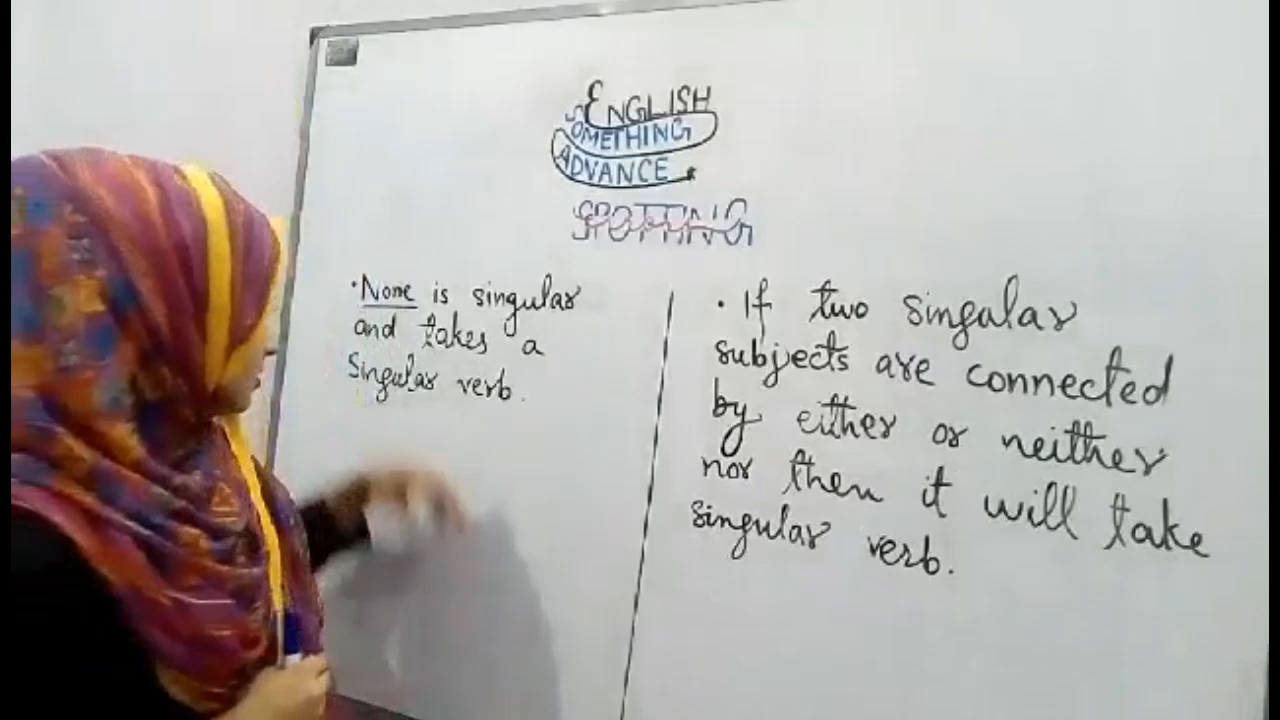 ENGLISH
SOMETHING
ADVANCE
SPOTTING
• None is singular
and takes a
Singular verb.
• If two singular
subjects are connected
by either or neither
nor then it will take
singular verb.